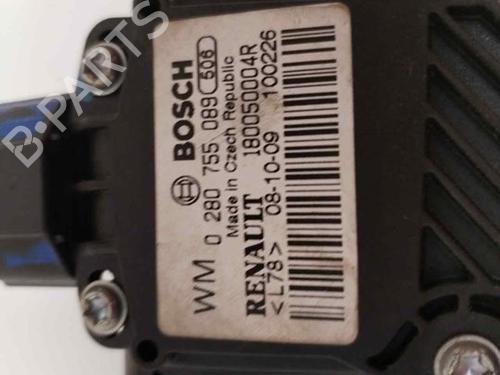 BOSCH
WM 0 280 755 089 506
Made in Czech Republic
RENAULT 180050004R
<L78> 08-10-09 100226
B-PARTS